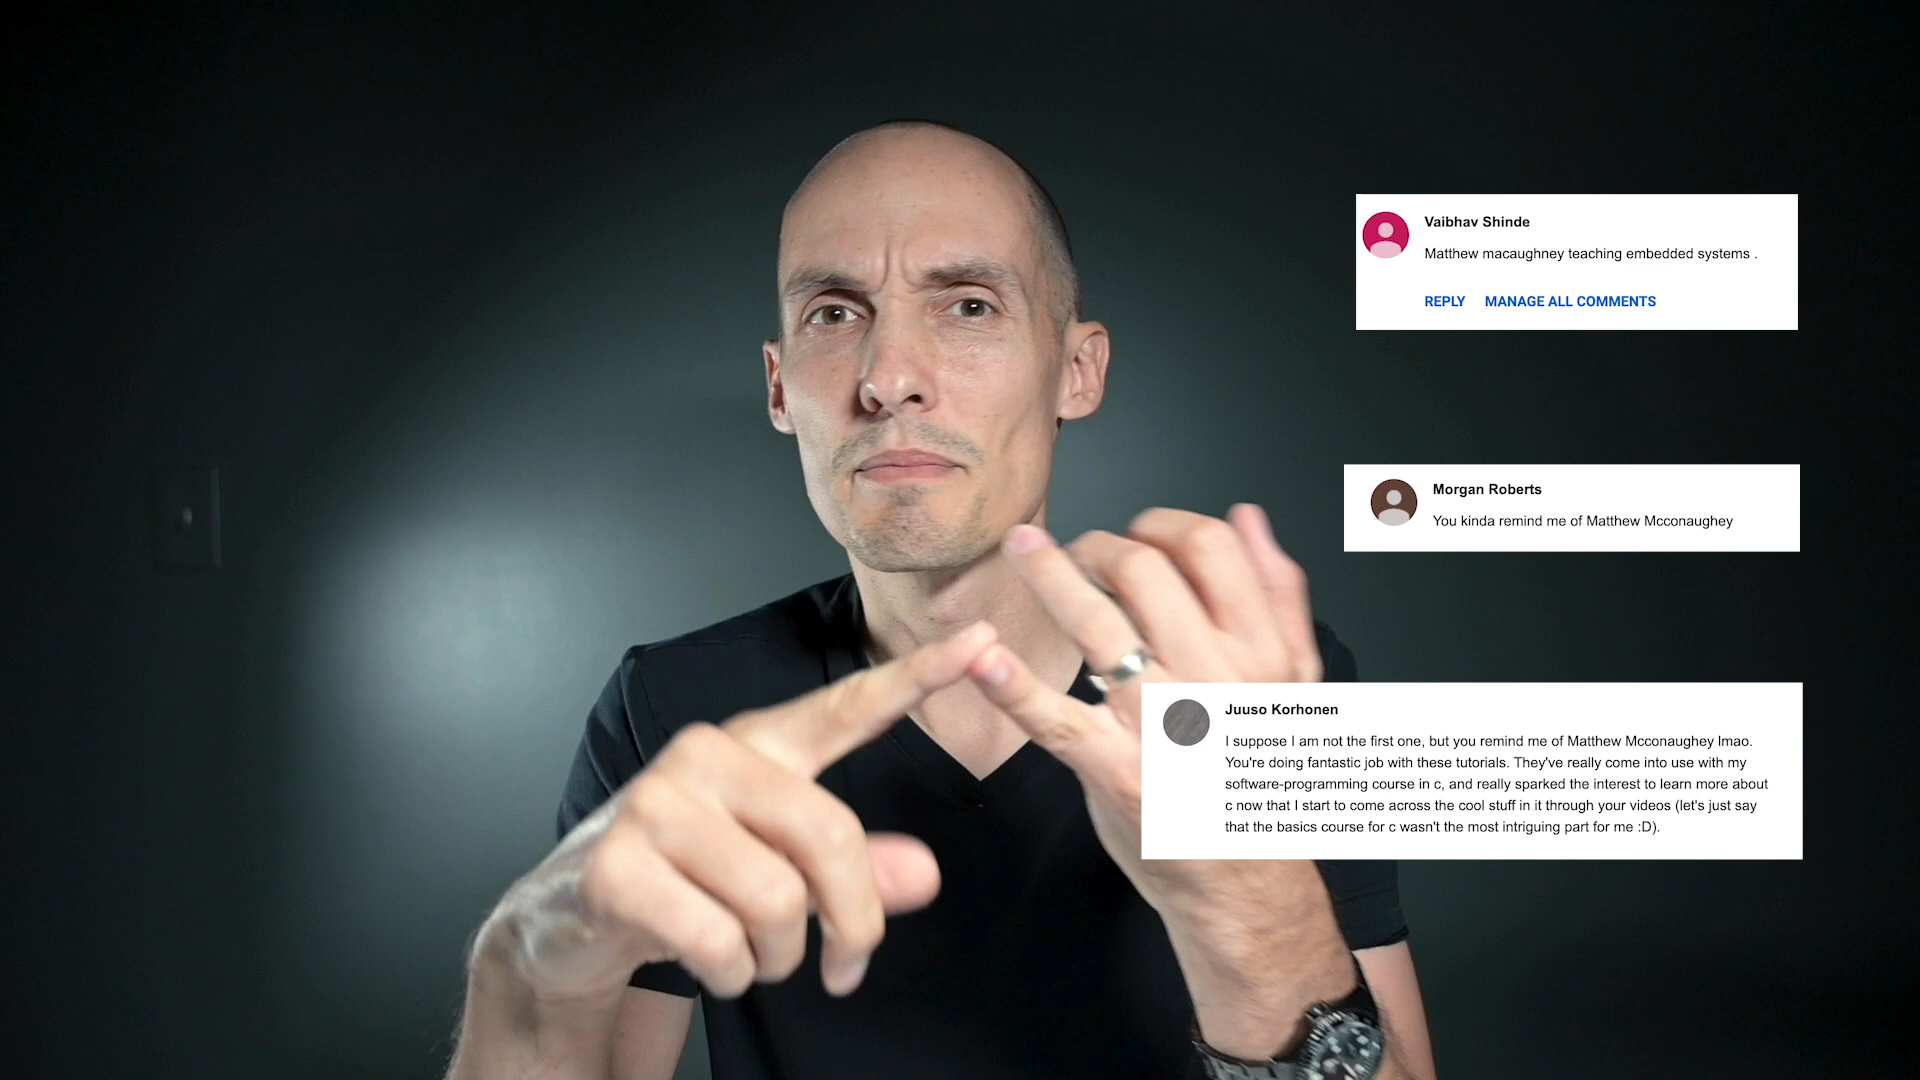 Vaibhav Shinde
Matthew macaughney teaching embedded systems .
REPLY MANAGE ALL COMMENTS
Morgan Roberts
You kinda remind me of Matthew Mcconaughey
Juuso Korhonen
I suppose I am not the first one, but you remind me of Matthew Mcconaughey lmao.
You're doing fantastic job with these tutorials. They've really come into use with my
software-programming course in c, and really sparked the interest to learn more about
c now that I start to come across the cool stuff in it through your videos (let's just say
that the basics course for c wasn't the most intriguing part for me :D).